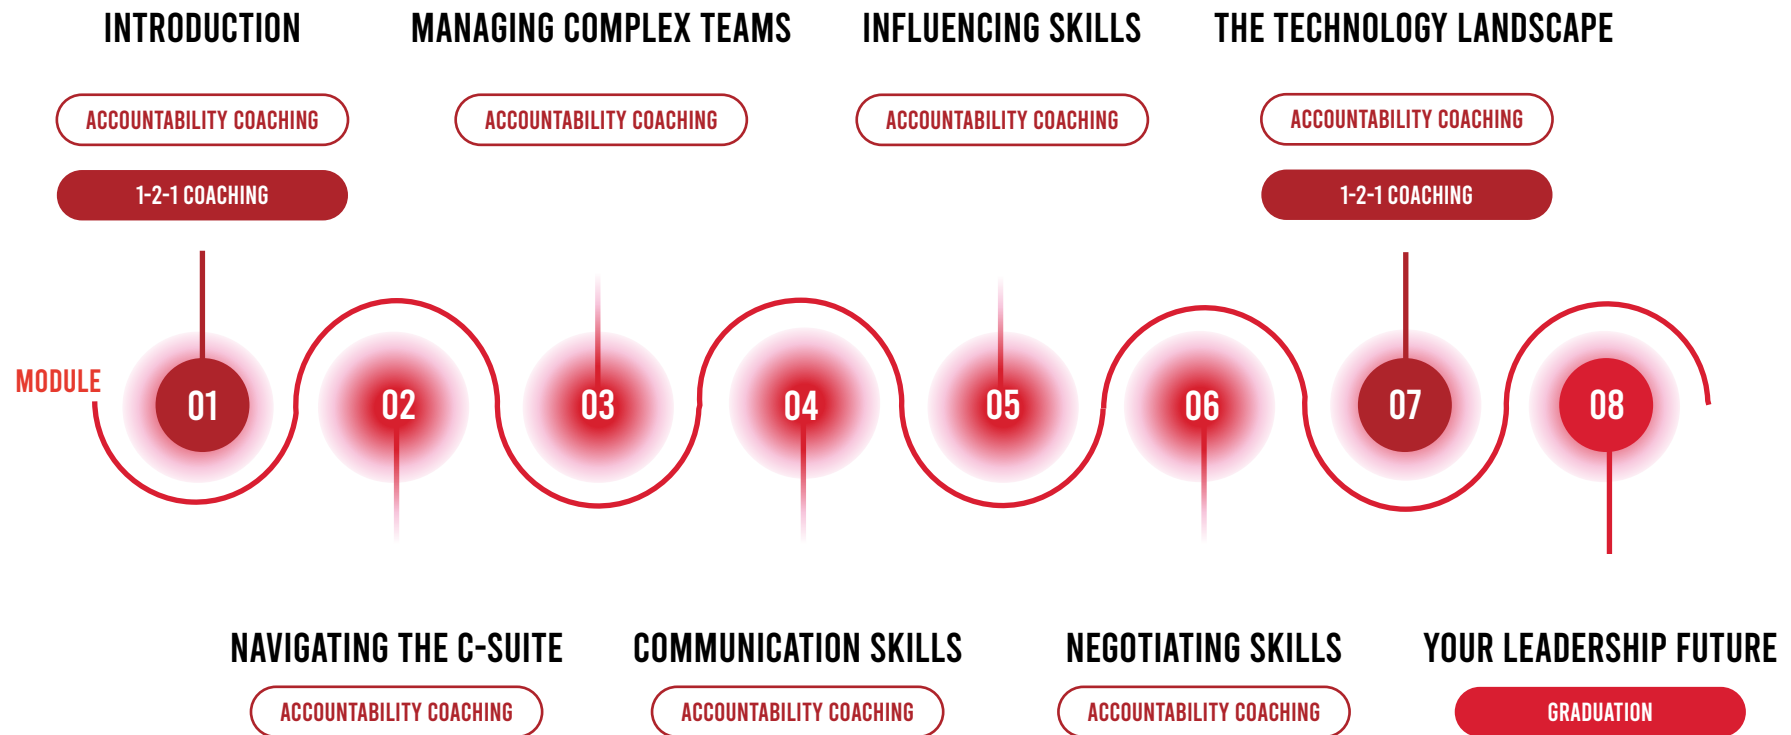 INTRODUCTION
MANAGING COMPLEX TEAMS
INFLUENCING SKILLS
THE TECHNOLOGY LANDSCAPE
ACCOUNTABILITY COACHING
ACCOUNTABILITY COACHING
ACCOUNTABILITY COACHING
ACCOUNTABILITY COACHING
1-2-1 COACHING
1-2-1 COACHING
MODULE
01
02
03
04
05
06
07
08
NAVIGATING THE C-SUITE
COMMUNICATION SKILLS
NEGOTIATING SKILLS
YOUR LEADERSHIP FUTURE
ACCOUNTABILITY COACHING
ACCOUNTABILITY COACHING
ACCOUNTABILITY COACHING
GRADUATION